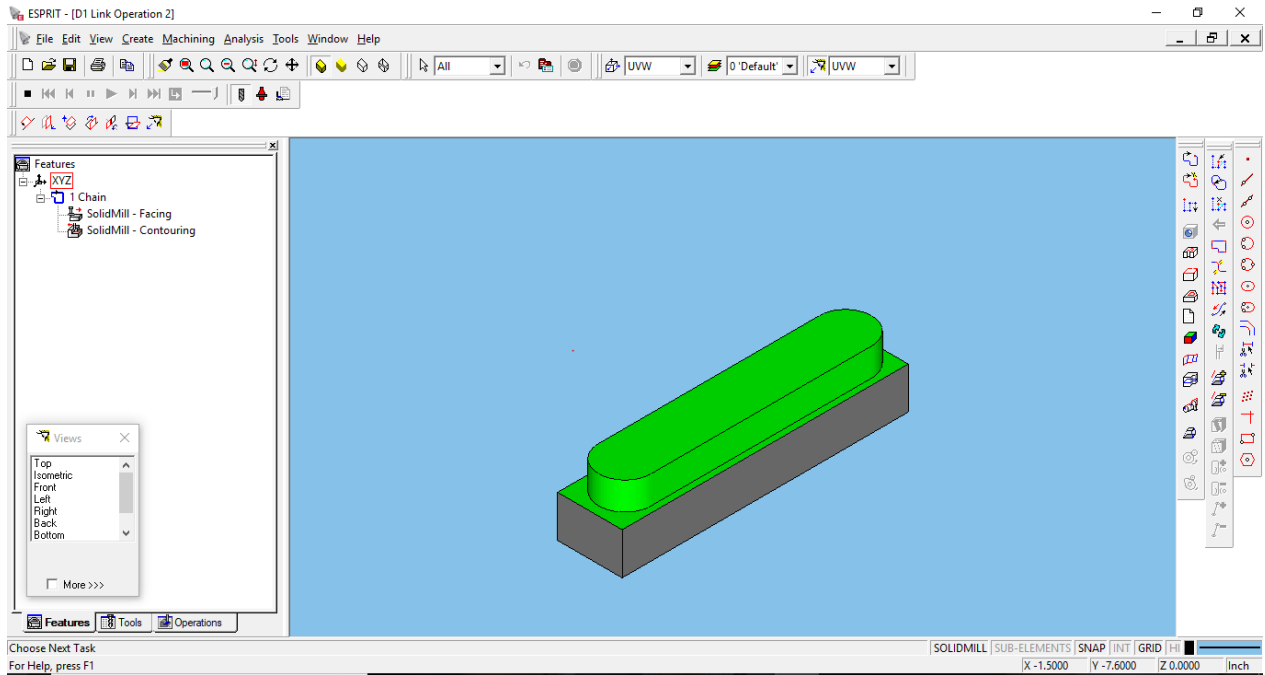 ESPRIT - [D1 Link Operation 2]
File Edit View Create Machining Analysis Tools Window Help
All UVW 0 'Default' UVW
Features
XYZ
1 Chain
SolidMill - Facing
SolidMill - Contouring
Views
Top
Isometric
Front
Left
Right
Back
Bottom
More >>>
Features Tools Operations
Choose Next Task SOLIDMILL SUB-ELEMENTS SNAP INT GRID HI
For Help, press F1 X -1.5000 Y -7.6000 Z 0.0000 Inch